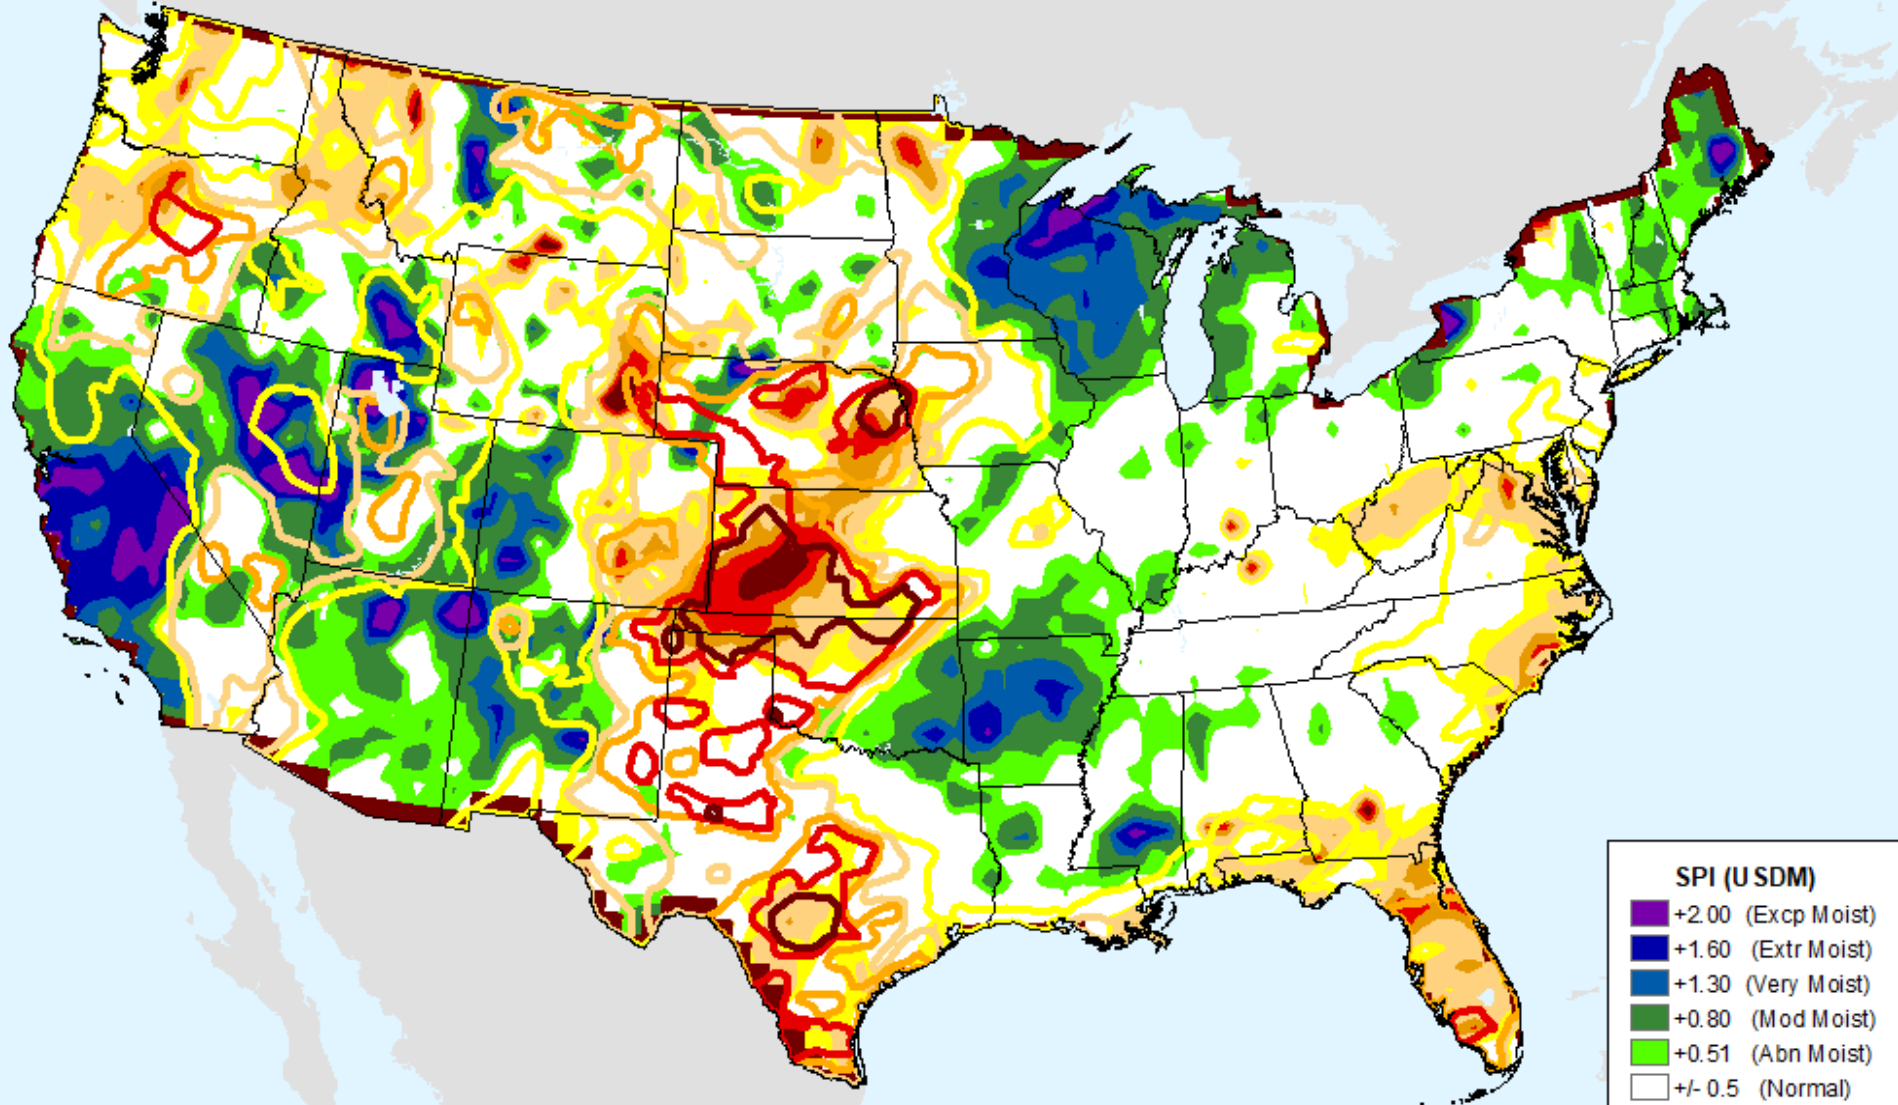 SPI (USDM)
+2.00 (Excp Moist)
+1.60 (Extr Moist)
+1.30 (Very Moist)
+0.80 (Mod Moist)
+0.51 (Abn Moist)
+/- 0.5 (Normal)